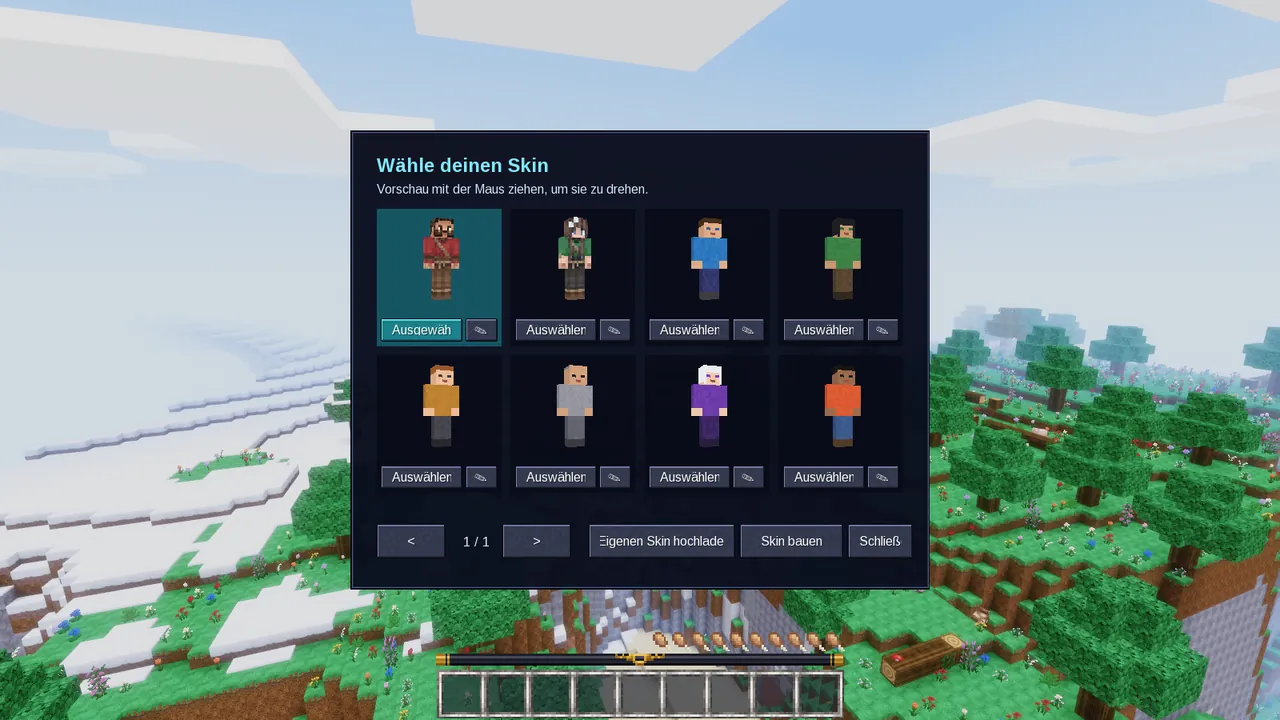 Wähle deinen Skin
Vorschau mit der Maus ziehen, um sie zu drehen.
Ausgewäh
Auswählen
Auswählen
Auswählen
Auswählen
Auswählen
Auswählen
Auswählen
<
1 / 1
>
Eigenen Skin hochlade
Skin bauen
Schließ